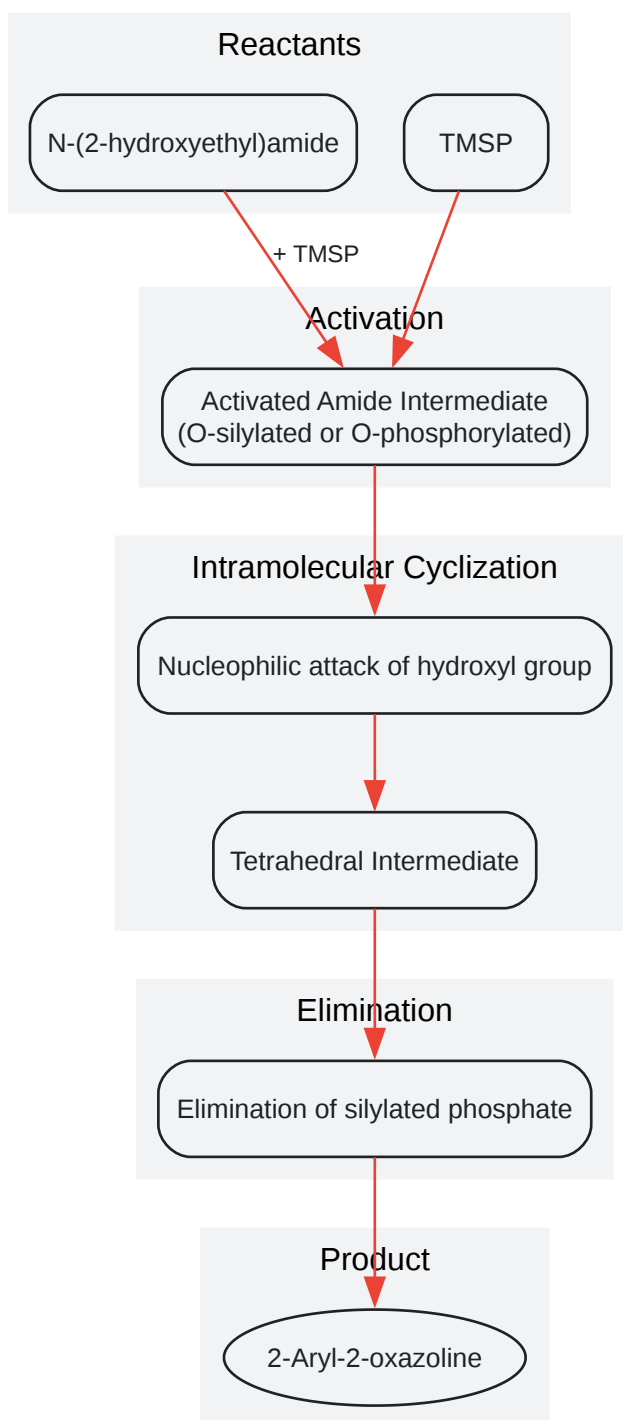 Reactants
N-(2-hydroxyethyl)amide
TMSP
+ TMSP
Activation
Activated Amide Intermediate
(O-silylated or O-phosphorylated)
Intramolecular Cyclization
Nucleophilic attack of hydroxyl group
Tetrahedral Intermediate
Elimination
Elimination of silylated phosphate
Product
2-Aryl-2-oxazoline